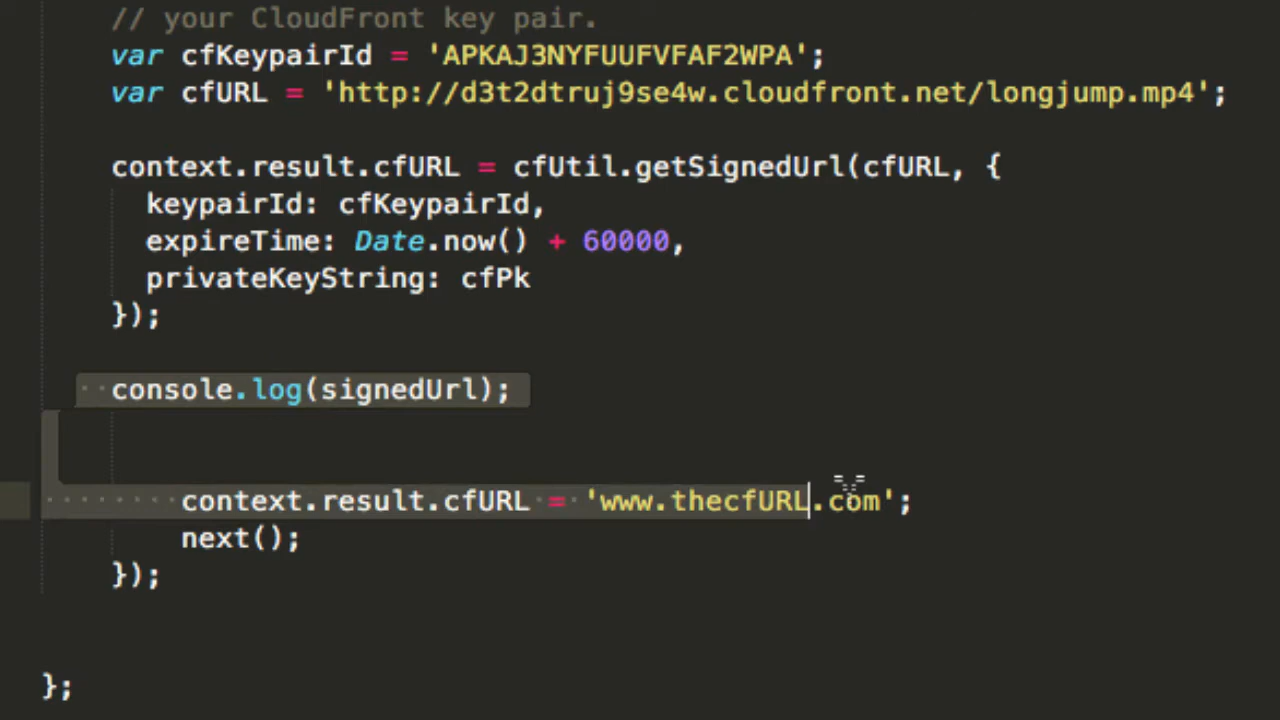 // your CloudFront key pair.
var cfKeypairId = 'APKAJ3NYFUUFVFAF2WPA';
var cfURL = 'http://d3t2dtruj9se4w.cloudfront.net/longjump.mp4';
context.result.cfURL = cfUtil.getSignedUrl(cfURL, {
keypairId: cfKeypairId,
expireTime: Date.now() + 60000,
privateKeyString: cfPk
});
console.log(signedUrl);
context.result.cfURL = 'www.thecfURL.com';
next();
});
};